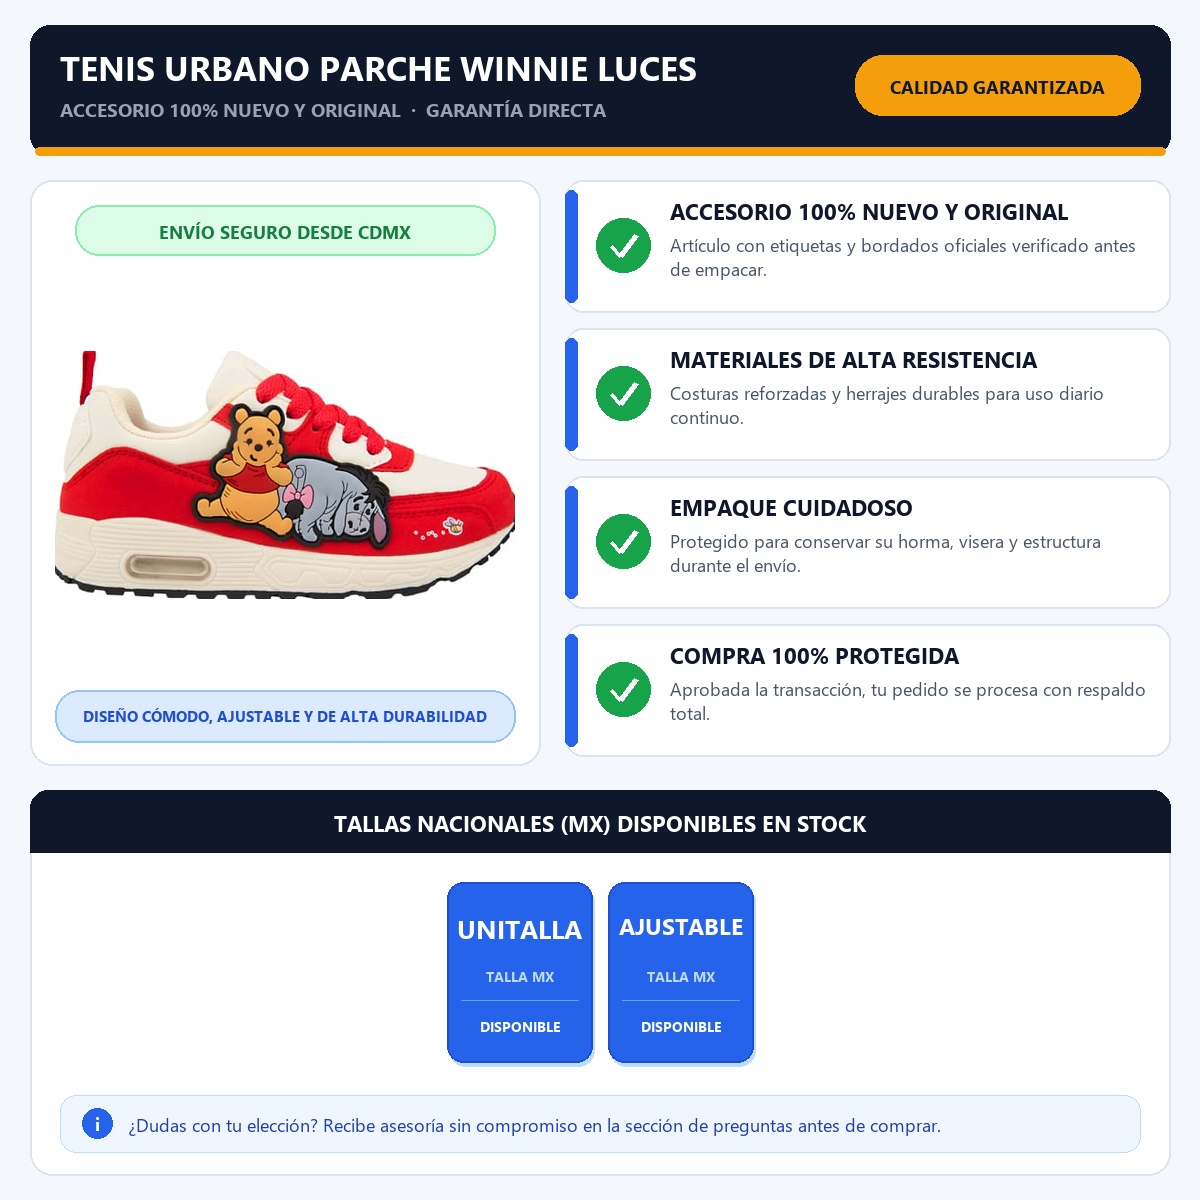 TENIS URBANO PARCHE WINNIE LUCES
ACCESORIO 100% NUEVO Y ORIGINAL · GARANTÍA DIRECTA
CALIDAD GARANTIZADA
ENVÍO SEGURO DESDE CDMX
DISEÑO CÓMODO, AJUSTABLE Y DE ALTA DURABILIDAD
ACCESORIO 100% NUEVO Y ORIGINAL
Artículo con etiquetas y bordados oficiales verificado antes
de empacar.
MATERIALES DE ALTA RESISTENCIA
Costuras reforzadas y herrajes durables para uso diario
continuo.
EMPAQUE CUIDADOSO
Protegido para conservar su horma, visera y estructura
durante el envío.
COMPRA 100% PROTEGIDA
Aprobada la transacción, tu pedido se procesa con respaldo
total.
TALLAS NACIONALES (MX) DISPONIBLES EN STOCK
UNITALLA
TALLA MX
DISPONIBLE
AJUSTABLE
TALLA MX
DISPONIBLE
¿Dudas con tu elección? Recibe asesoría sin compromiso en la sección de preguntas antes de comprar.